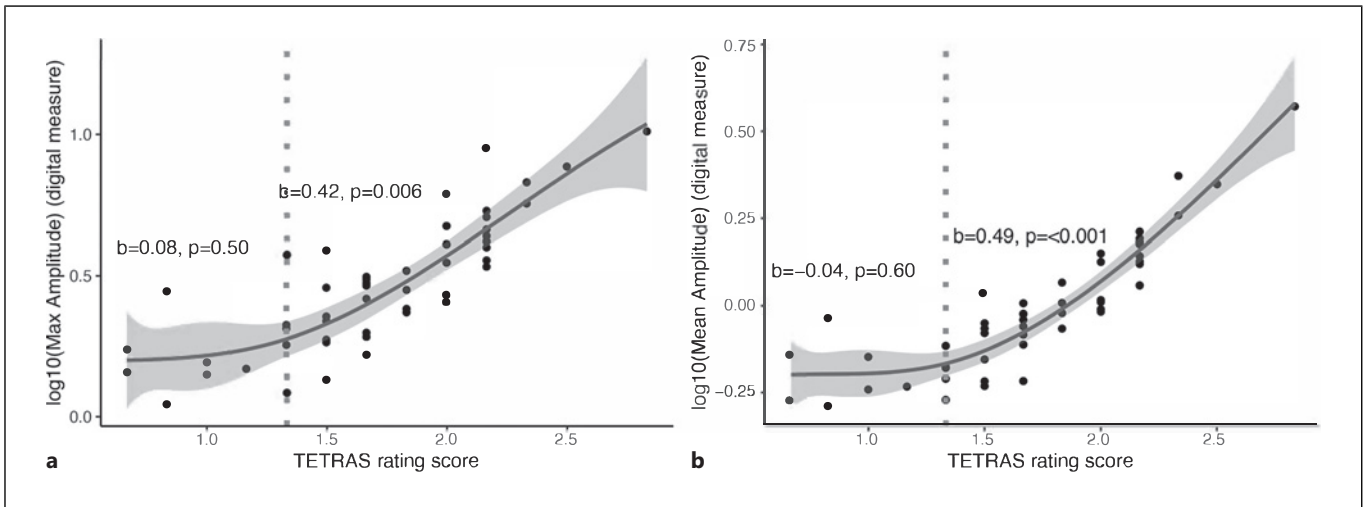 log10(Max Amplitude) (digital measure)
1.0
0.5
0.0
b=0.08, p=0.50
b=0.42, p=0.006
1.0
1.5
2.0
2.5
TETRAS rating score
a
log10(Mean Amplitude) (digital measure)
0.75
0.50
0.25
0.00
−0.25
b=−0.04, p=0.60
b=0.49, p=<0.001
1.0
1.5
2.0
2.5
TETRAS rating score
b